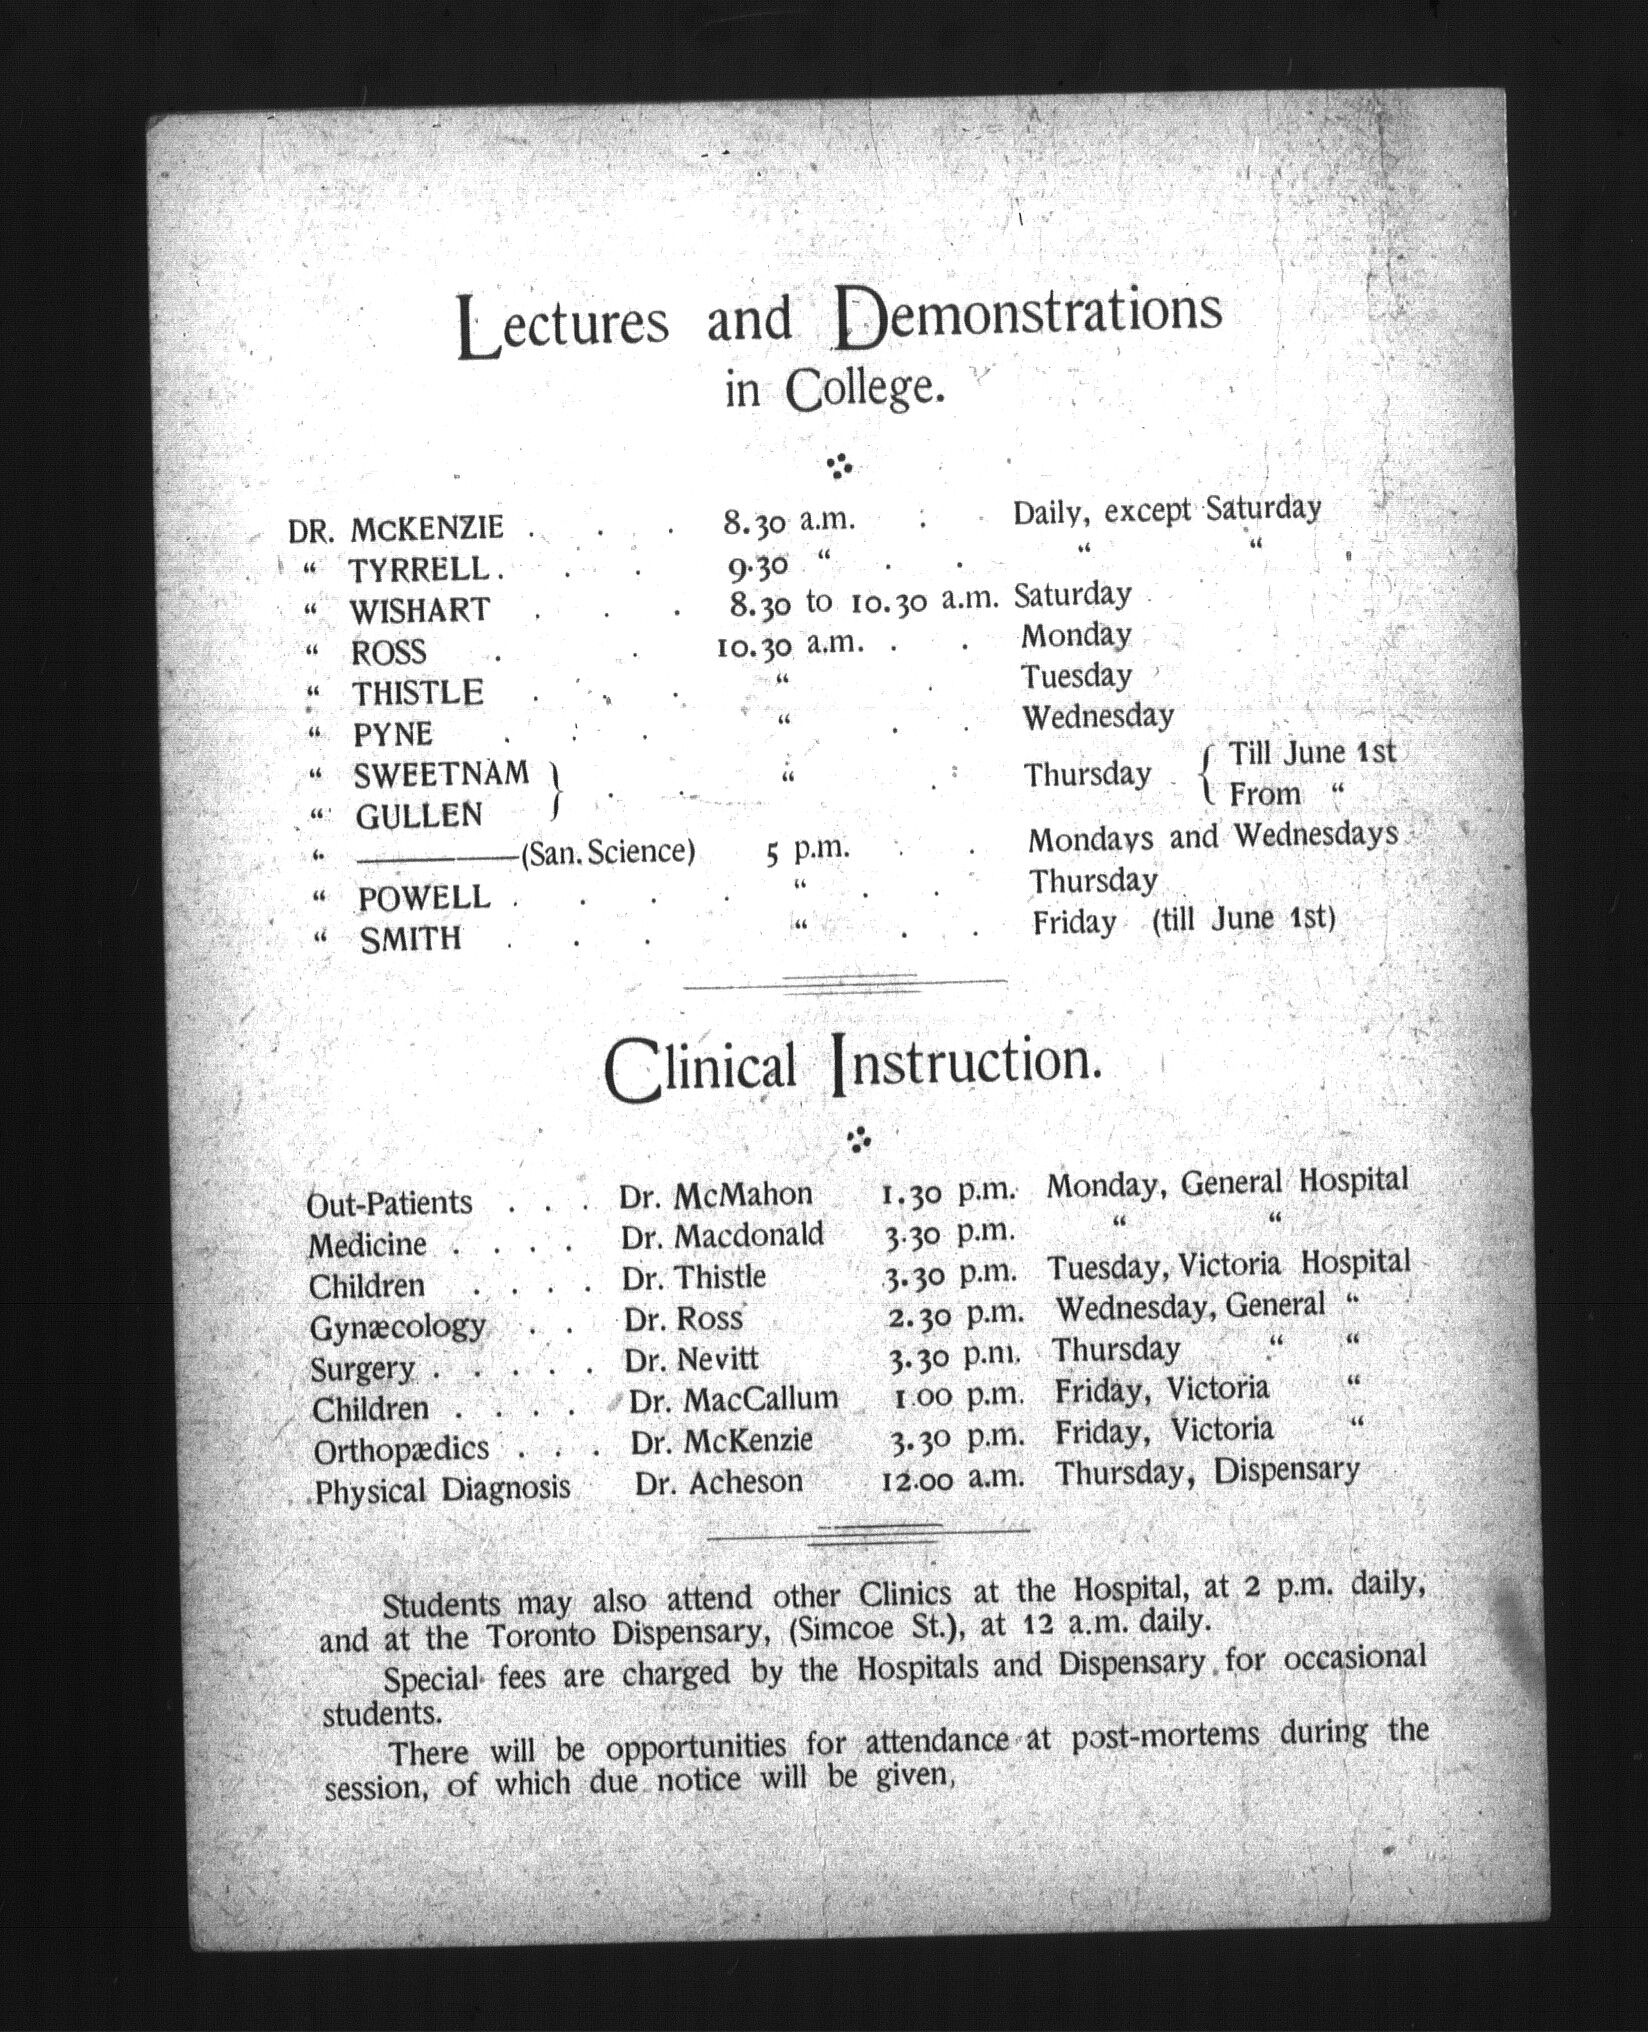 Lectures and Demonstrations
in College.
DR. McKENZIE . . . 8.30 a.m. . . Daily, except Saturday
“ TYRRELL . . . 9.30 “ . . “ “
“ WISHART . . . 8.30 to 10.30 a.m. Saturday
“ ROSS . . 10.30 a.m. . . Monday
“ THISTLE . . . “ . Tuesday
“ PYNE . . . “ . . Wednesday
“ SWEETNAM } . . “ . . Thursday { Till June 1st
“ GULLEN From “
“ ————(San. Science) 5 p.m. . . Mondays and Wednesdays
“ POWELL . . . . “ . . Thursday
“ SMITH . . . “ . . Friday (till June 1st)
Clinical Instruction.
Out-Patients . . . Dr. McMahon 1.30 p.m. Monday, General Hospital
Medicine . . . . Dr. Macdonald 3.30 p.m. “ “
Children . . . . Dr. Thistle 3.30 p.m. Tuesday, Victoria Hospital
Gynæcology . . Dr. Ross 2.30 p.m. Wednesday, General “
Surgery . . . . . Dr. Nevitt 3.30 p.m. Thursday “ “
Children . . . . Dr. MacCallum 1.00 p.m. Friday, Victoria “
Orthopædics . . . Dr. McKenzie 3.30 p.m. Friday, Victoria “
Physical Diagnosis Dr. Acheson 12.00 a.m. Thursday, Dispensary
Students may also attend other Clinics at the Hospital, at 2 p.m. daily,
and at the Toronto Dispensary, (Simcoe St.), at 12 a.m. daily.
Special fees are charged by the Hospitals and Dispensary for occasional
students.
There will be opportunities for attendance at post-mortems during the
session, of which due notice will be given,